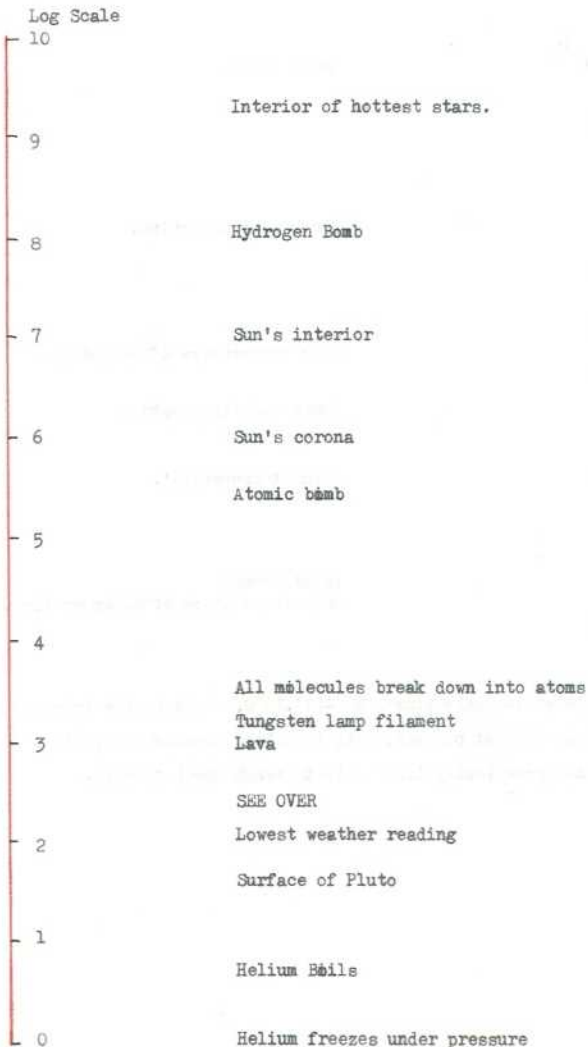 Log Scale
10
Interior of hottest stars.
9
8 Hydrogen Bomb
7 Sun's interior
6 Sun's corona
Atomic bomb
5
4
All molecules break down into atoms
Tungsten lamp filament
3 Lava
SEE OVER
Lowest weather reading
2
Surface of Pluto
1
Helium Boils
0 Helium freezes under pressure